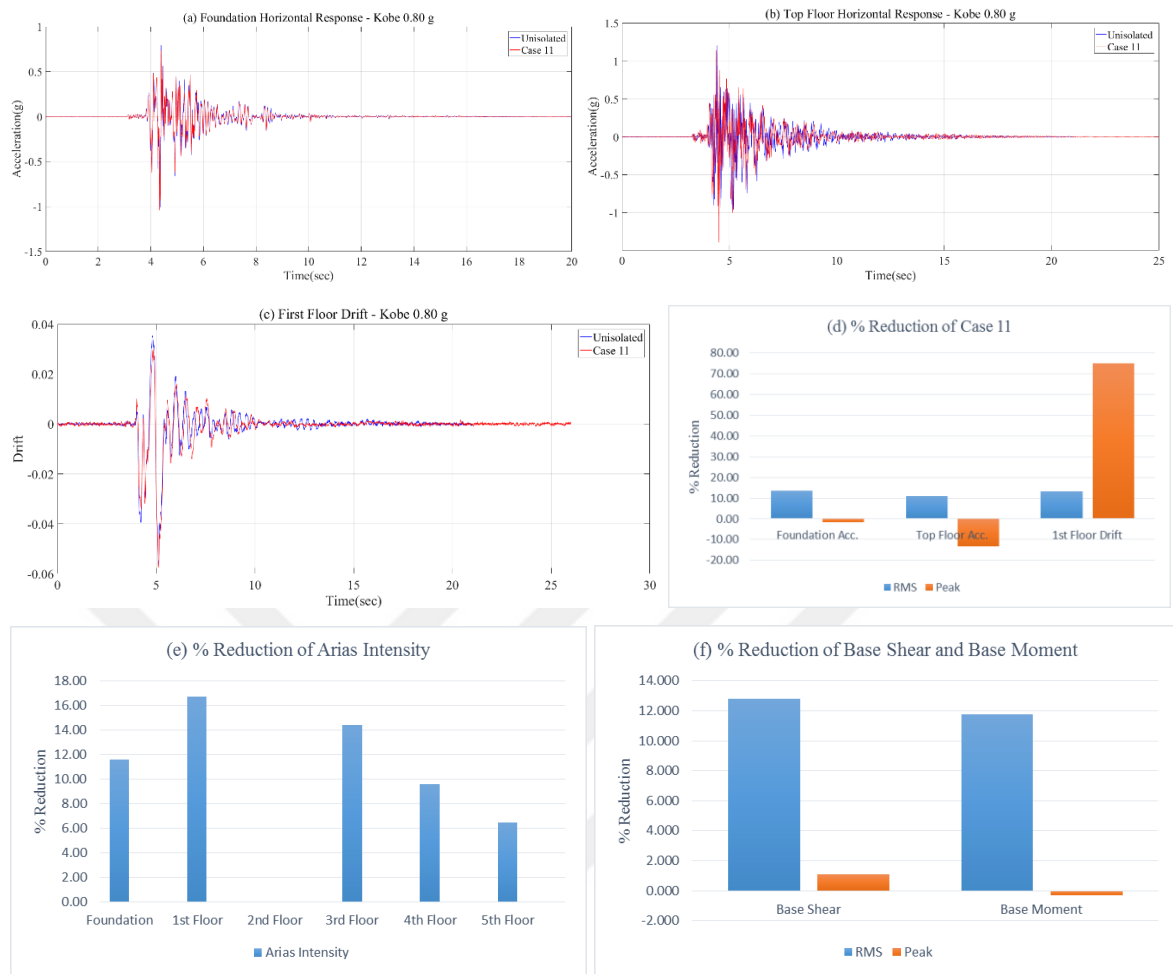 (a) Foundation Horizontal Response - Kobe 0.80 g
Unisolated
Case 11
1
0.5
0
-0.5
-1
-1.5
Acceleration(g)
0 2 4 6 8 10 12 14 16 18 20
Time(sec)
(b) Top Floor Horizontal Response - Kobe 0.80 g
Unisolated
Case 11
1.5
1
0.5
0
-0.5
-1
Acceleration(g)
0 5 10 15 20 25
Time(sec)
(c) First Floor Drift - Kobe 0.80 g
Unisolated
Case 11
0.04
0.02
0
-0.02
-0.04
-0.06
Drift
0 5 10 15 20 25 30
Time(sec)
(d) % Reduction of Case 11
80.00
70.00
60.00
50.00
40.00
30.00
20.00
10.00
0.00
-10.00
-20.00
% Reduction
Foundation Acc. Top Floor Acc. 1st Floor Drift
RMS Peak
(e) % Reduction of Arias Intensity
18.00
16.00
14.00
12.00
10.00
8.00
6.00
4.00
2.00
0.00
% Reduction
Foundation 1st Floor 2nd Floor 3rd Floor 4th Floor 5th Floor
Arias Intensity
(f) % Reduction of Base Shear and Base Moment
14.000
12.000
10.000
8.000
6.000
4.000
2.000
0.000
-2.000
% Reduction
Base Shear Base Moment
RMS Peak